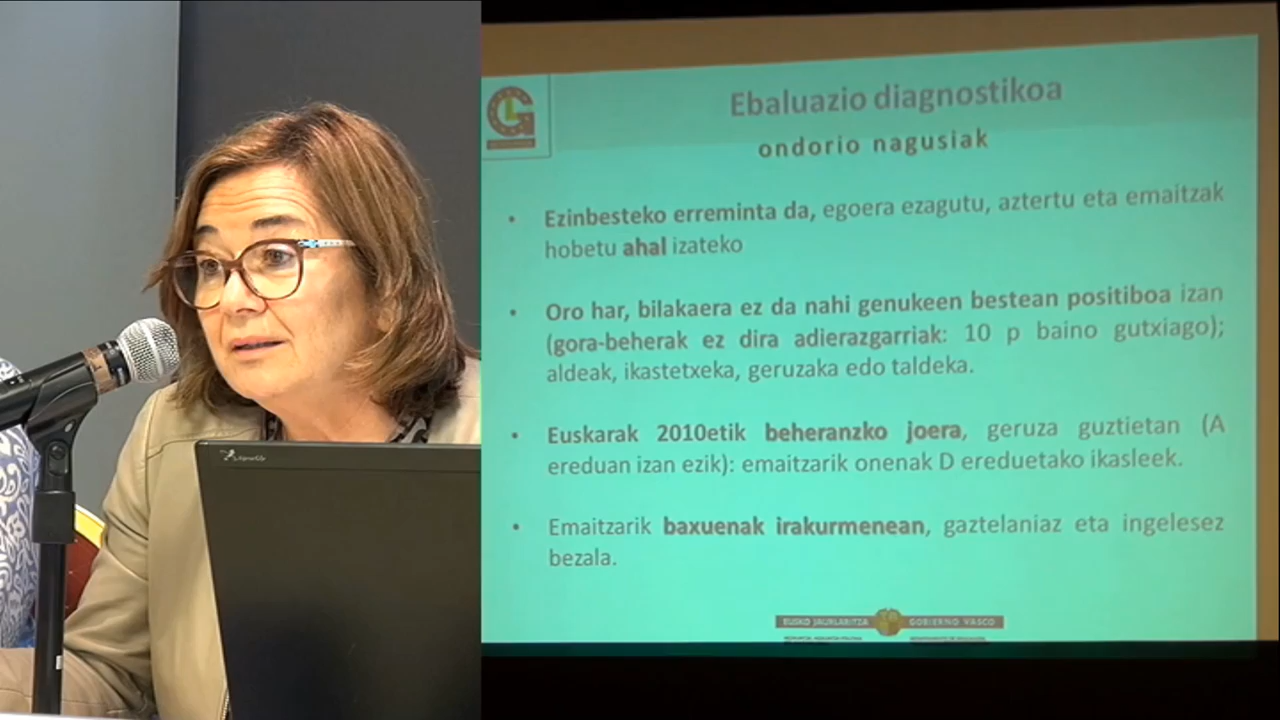 Ebaluazio diagnostikoa
ondorio nagusiak
• Ezinbesteko erreminta da, egoera ezagutu, aztertu eta emaitzak
hobetu ahal izateko
• Oro har, bilakaera ez da nahi genukeen bestean positiboa izan
(gora-beherak ez dira adierazgarriak: 10 p baino gutxiago);
aldeak, ikastetxeka, geruzaka edo taldeka.
• Euskarak 2010etik beheranzko joera, geruza guztietan (A
ereduan izan ezik): emaitzarik onenak D ereduetako ikasleek.
• Emaitzarik baxuenak irakurmenean, gaztelaniaz eta ingelesez
bezala.
EUSKO JAURLARITZA GOBIERNO VASCO